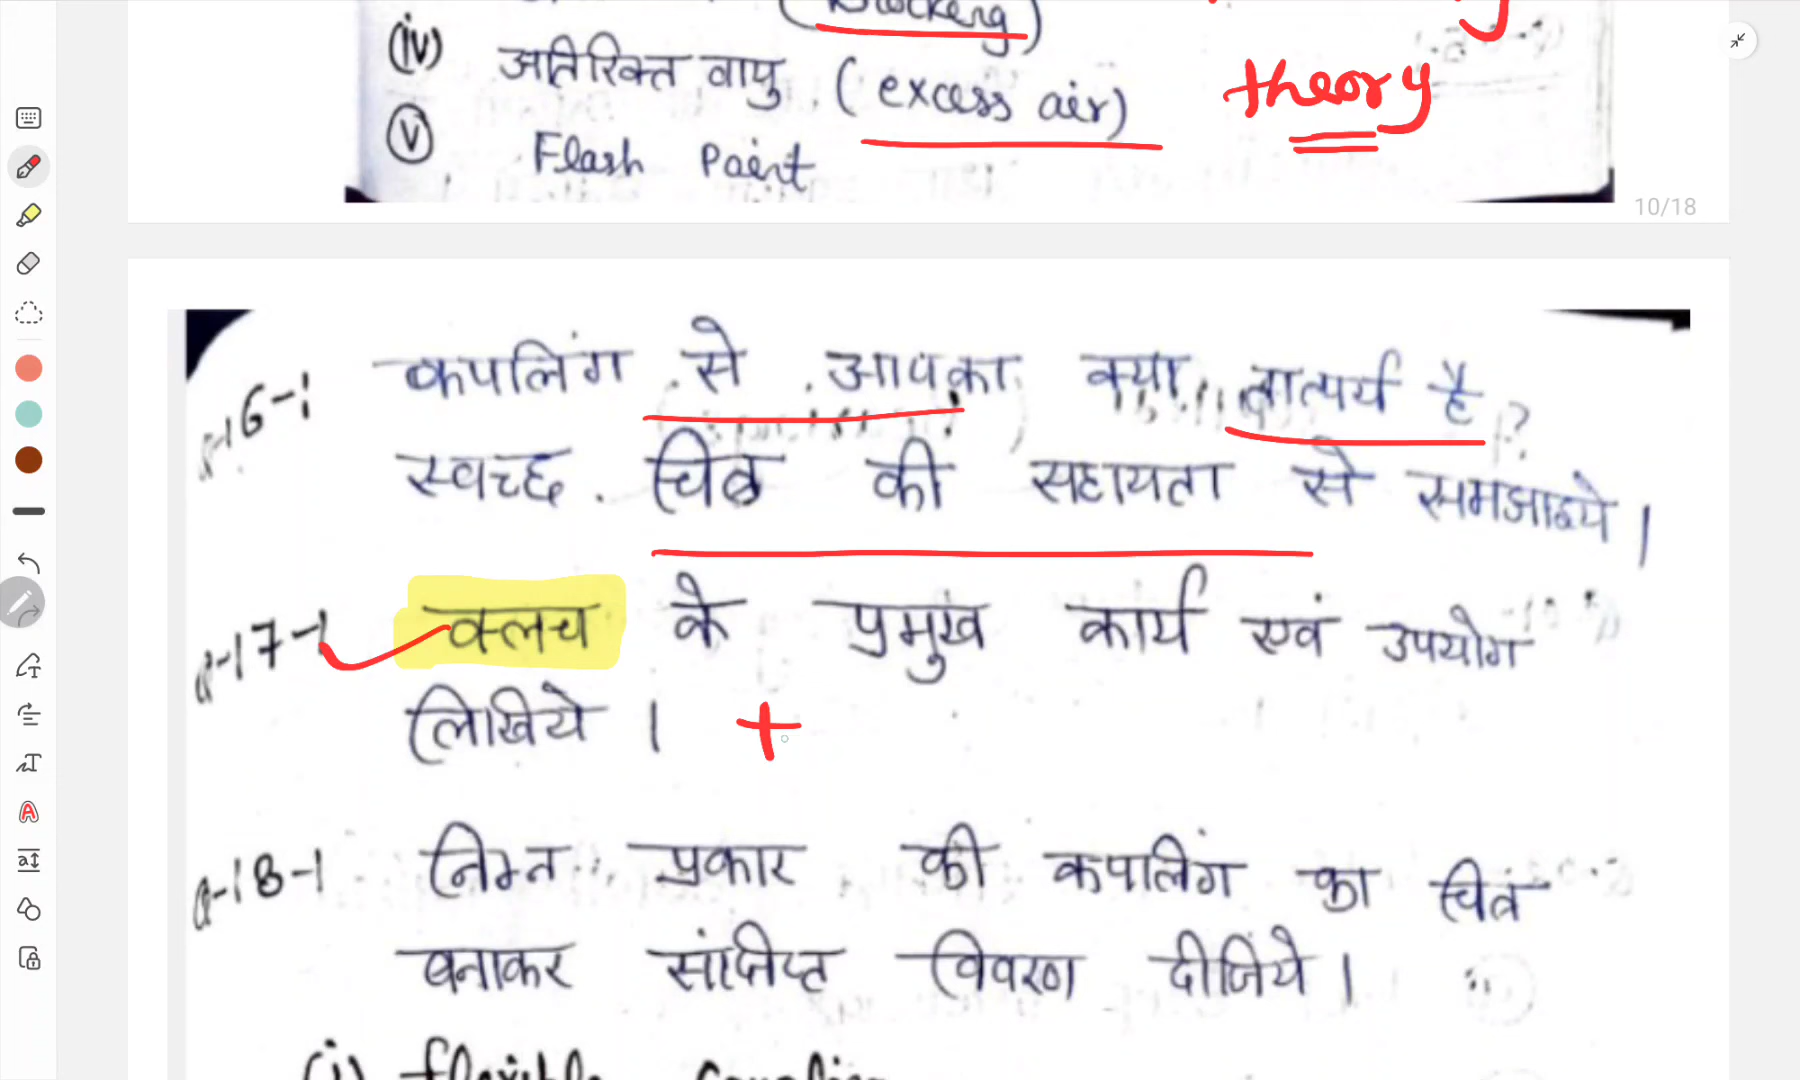 (iv) अतिरिक्त वायु (excess air) theory
(v) Flash Point
10/18
16-: कपलिंग से आपका क्या तात्पर्य है?
स्वच्छ चित्र की सहायता से समझाइये।
17- क्लच के प्रमुख कार्य एवं उपयोग
लिखिये। +
Q-18-: निम्न प्रकार की कपलिंग का चित्र
बनाकर संक्षिप्त विवरण दीजिये।
(i) flexible